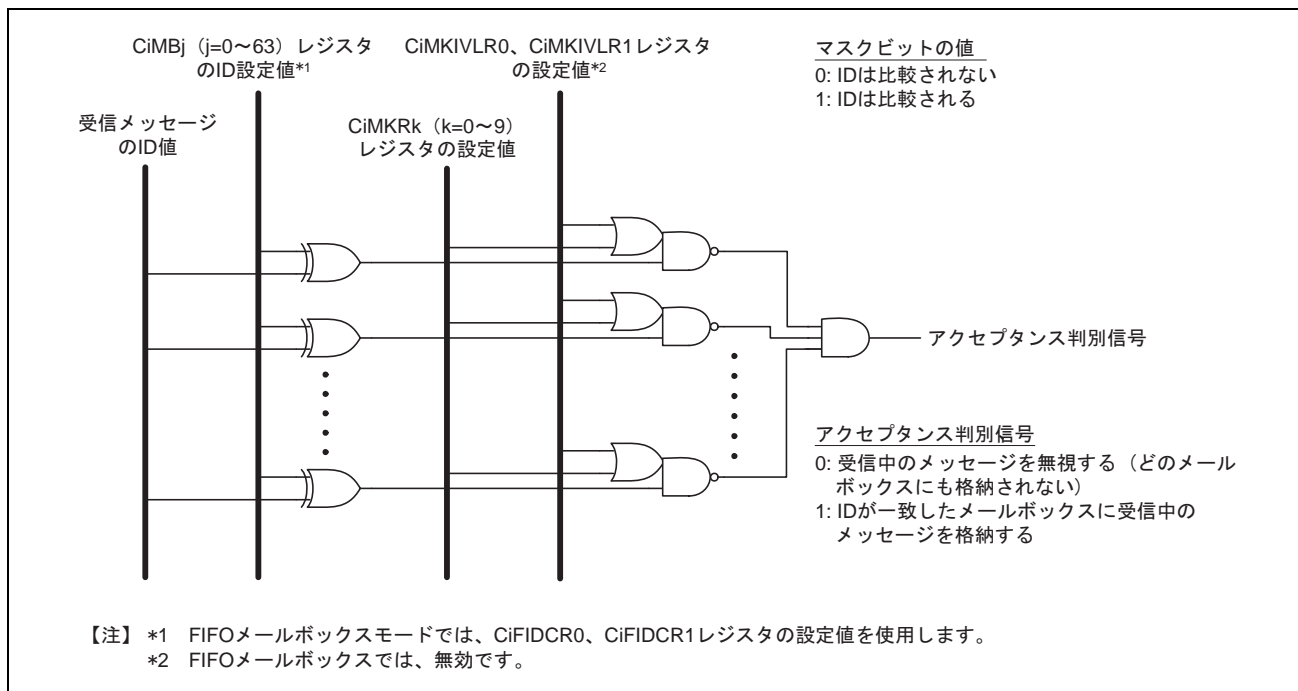 CiMBj（j=0～63）レジスタ
のID設定値*1
CiMKIVLR0、CiMKIVLR1レジスタ
の設定値*2
マスクビットの値
0: IDは比較されない
1: IDは比較される
受信メッセージ
のID値
CiMKRk（k=0～9）
レジスタの設定値
アクセプタンス判別信号
アクセプタンス判別信号
0: 受信中のメッセージを無視する（どのメール
ボックスにも格納されない）
1: IDが一致したメールボックスに受信中の
メッセージを格納する
【注】 *1 FIFOメールボックスモードでは、CiFIDCR0、CiFIDCR1レジスタの設定値を使用します。
*2 FIFOメールボックスでは、無効です。